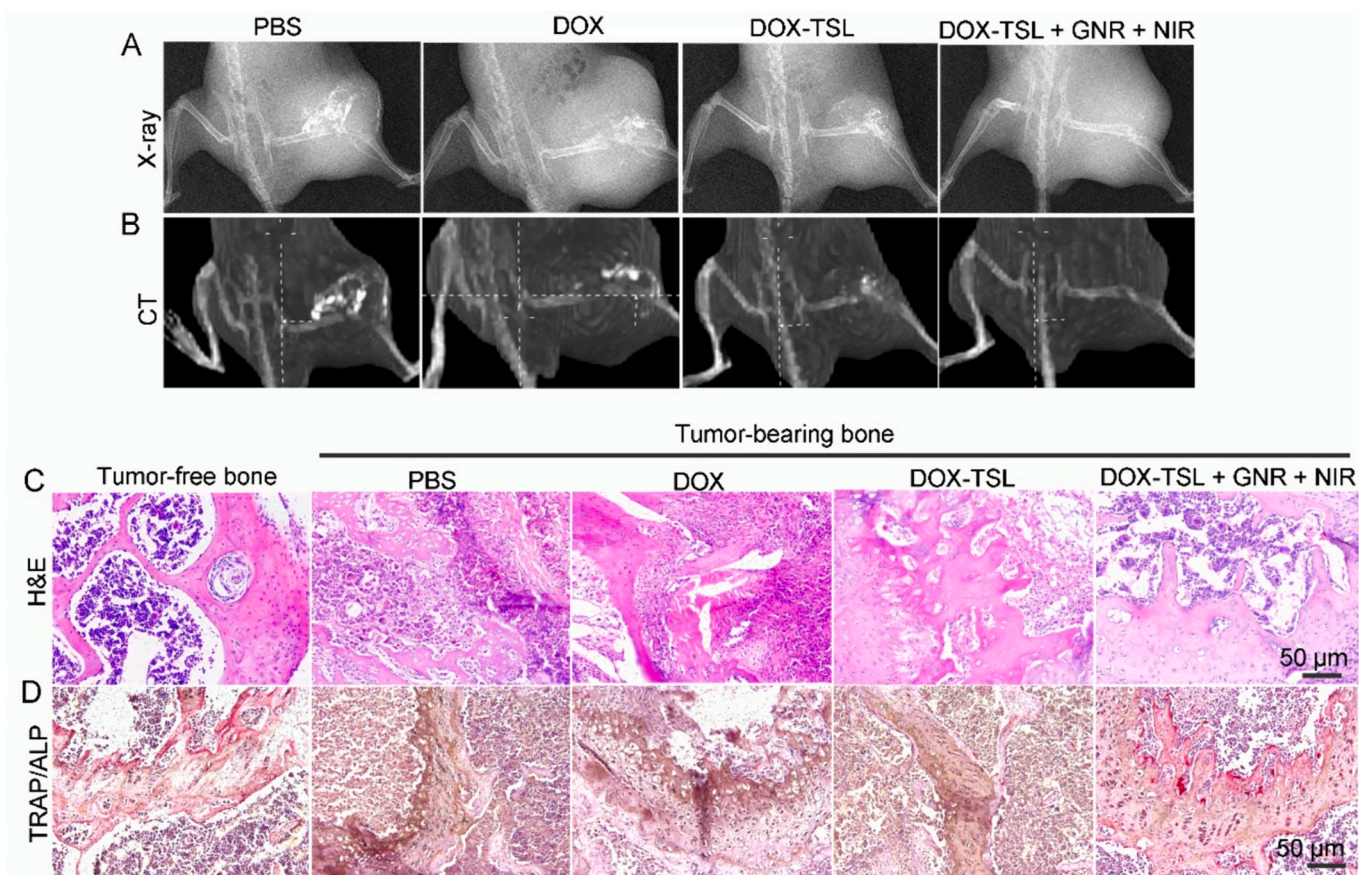 A
PBS
DOX
DOX-TSL
DOX-TSL + GNR + NIR
X-ray
B
CT
Tumor-bearing bone
C
Tumor-free bone
PBS
DOX
DOX-TSL
DOX-TSL + GNR + NIR
H&E
50 µm
D
TRAP/ALP
50 µm